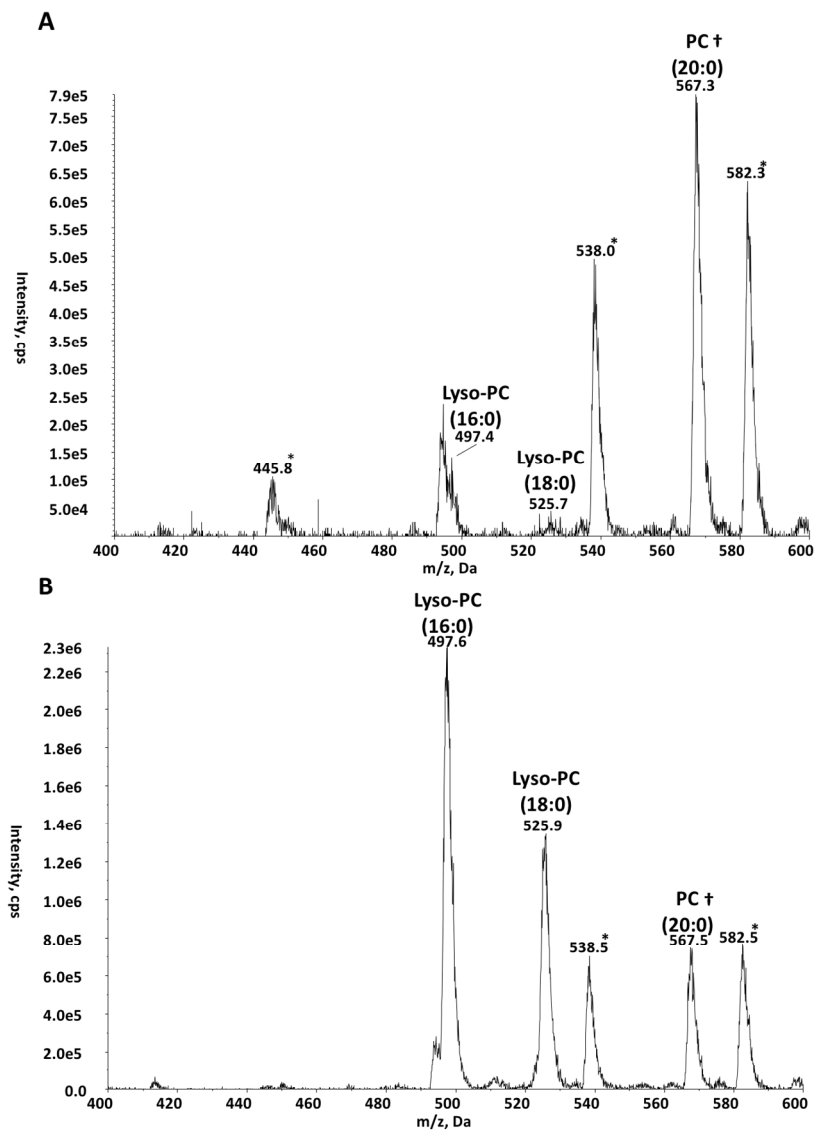 A
PC †
(20:0)
567.3
7.9e5
7.5e5
7.0e5
6.5e5
6.0e5
5.5e5
5.0e5
4.5e5
4.0e5
3.5e5
3.0e5
2.5e5
2.0e5
1.5e5
1.0e5
5.0e4
Intensity, cps
582.3*
538.0*
Lyso-PC
(16:0)
497.4
445.8*
Lyso-PC
(18:0)
525.7
400 420 440 460 480 500 520 540 560 580 600
m/z, Da
B
Lyso-PC
(16:0)
497.6
2.3e6
2.2e6
2.0e6
1.8e6
1.6e6
1.4e6
1.2e6
1.0e6
8.0e5
6.0e5
4.0e5
2.0e5
0.0
Intensity, cps
Lyso-PC
(18:0)
525.9
538.5*
PC †
(20:0)
567.5
582.5*
400 420 440 460 480 500 520 540 560 580 600
m/z, Da